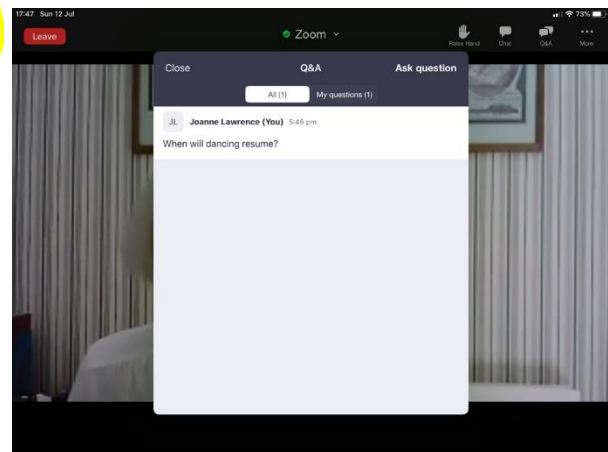 17:47 Sun 12 Jul
73%
Leave
Zoom
Raise Hand
Chat
Q&A
More
Close
Q&A
Ask question
All (1)
My questions (1)
JL
Joanne Lawrence (You) 5:46 pm
When will dancing resume?